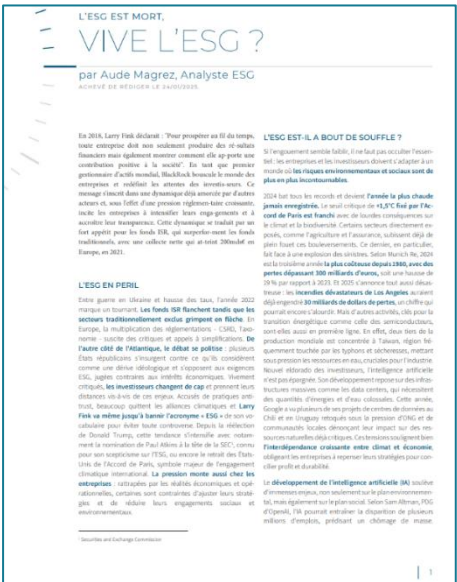 L'ESG EST MORT,
VIVE L'ESG ?
par Aude Magrez, Analyste ESG
ACHEVÉ DE RÉDIGER LE 24/01/2025
En 2018, Larry Fink déclarait : "Pour prospérer au fil du temps,
toute entreprise doit non seulement produire des ré-sultats
financiers mais également montrer comment elle ap-porte une
contribution positive à la société". En tant que premier
gestionnaire d'actifs mondial, BlackRock bouscule le monde des
entreprises et redéfinit les attentes des investis-seurs. Ce
message s'inscrit dans une dynamique déjà amorcée par d'autres
acteurs et, sous l'effet d'une pression réglemen-taire croissante,
incite les entreprises à intensifier leurs enga-gements et à
accroître leur transparence. Cette dynamique se traduit par un
fort appétit pour les fonds ISR, qui surperfor-ment les fonds
traditionnels, avec une collecte nette qui at-teint 200mds€ en
Europe, en 2021.
L'ESG EN PERIL
Entre guerre en Ukraine et hausse des taux, l'année 2022
marque un tournant. Les fonds ISR flanchent tandis que les
secteurs traditionnellement exclus grimpent en flèche. En
Europe, la multiplication des réglementations - CSRD, Taxo-
nomie - suscite des critiques et appels à simplifications. De
l'autre côté de l'Atlantique, le débat se politise : plusieurs
États républicains s'insurgent contre ce qu'ils considèrent
comme une dérive idéologique et s'opposent aux exigences
ESG, jugées contraires aux intérêts économiques. Vivement
critiqués, les investisseurs changent de cap et prennent leurs
distances vis-à-vis de ces enjeux. Accusés de pratiques anti-
trust, beaucoup quittent les alliances climatiques et Larry
Fink va même jusqu'à bannir l'acronyme « ESG » de son vo-
cabulaire pour éviter toute controverse. Depuis la réélection
de Donald Trump, cette tendance s'intensifie avec notam-
ment la nomination de Paul Atkins à la tête de la SEC¹, connu
pour son scepticisme sur l'ESG, ou encore le retrait des États-
Unis de l'Accord de Paris, symbole majeur de l'engagement
climatique international. La pression monte aussi chez les
entreprises : rattrapées par les réalités économiques et opé-
rationnelles, certaines sont contraintes d'ajuster leurs straté-
gies et de réduire leurs engagements sociaux et
environnementaux.
¹ Securities and Exchange Commission
L'ESG EST-IL A BOUT DE SOUFFLE ?
Si l'engouement semble faiblir, il ne faut pas occulter l'essen-
tiel : les entreprises et les investisseurs doivent s'adapter à un
monde où les risques environnementaux et sociaux sont de
plus en plus incontournables.
2024 bat tous les records et devient l'année la plus chaude
jamais enregistrée. Le seuil critique de +1,5°C fixé par l'Ac-
cord de Paris est franchi avec de lourdes conséquences sur
le climat et la biodiversité. Certains secteurs directement ex-
posés, comme l'agriculture et l'assurance, subissent déjà de
plein fouet ces bouleversements. Ce dernier, en particulier,
fait face à une explosion des sinistres. Selon Munich Re, 2024
est la troisième année la plus coûteuse depuis 1980, avec des
pertes dépassant 300 milliards d'euros, soit une hausse de
19 % par rapport à 2023. Et 2025 s'annonce tout aussi désas-
treuse : les incendies dévastateurs de Los Angeles auraient
déjà engendré 30 milliards de dollars de pertes, un chiffre qui
pourrait encore s'alourdir. Mais d'autres activités, clés pour la
transition énergétique comme celle des semiconducteurs,
sont-elles aussi en première ligne. En effet, deux tiers de la
production mondiale est concentrée à Taïwan, région fré-
quemment touchée par les typhons et sécheresses, mettant
sous pression les ressources en eau, cruciales pour l'industrie.
Nouvel eldorado des investisseurs, l'intelligence artificielle
n'est pas épargnée. Son développement repose sur des infras-
tructures massives comme les data centers, qui nécessitent
des quantités d'énergies et d'eau colossales. Cette année,
Google a vu plusieurs de ses projets de centres de données au
Chili et en Uruguay retoqués sous la pression d'ONG et de
communautés locales dénonçant leur impact sur des res-
sources naturelles déjà critiques. Ces tensions soulignent bien
l'interdépendance croissante entre climat et économie,
obligeant les entreprises à repenser leurs stratégies pour con-
cilier profit et durabilité.
Le développement de l'intelligence artificielle (IA) soulève
d'immenses enjeux, non seulement sur le plan environnemen-
tal, mais également sur le plan social. Selon Sam Altman, PDG
d'OpenAI, l'IA pourrait entraîner la disparition de plusieurs
millions d'emplois, prédisant un chômage de masse.
1